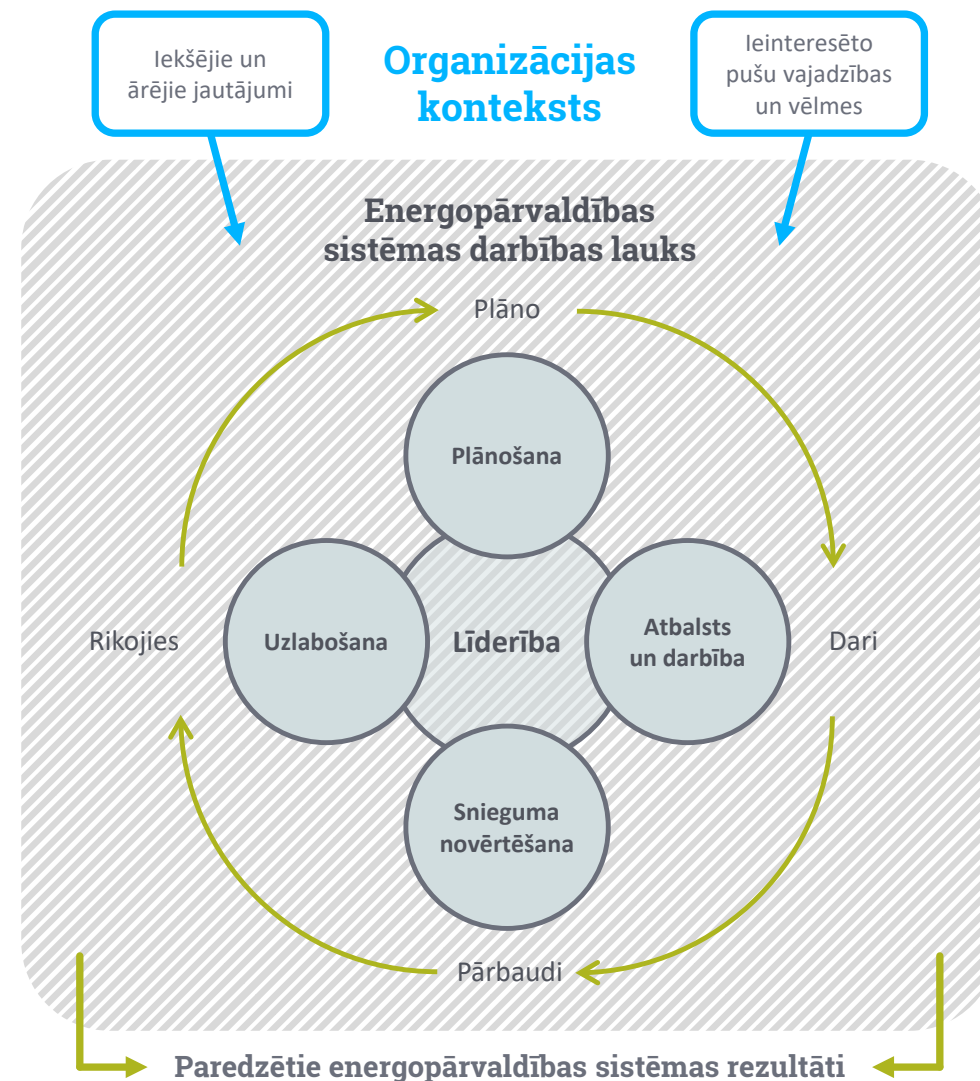 Iekšējie un
ārējie jautājumi
Organizācijas
konteksts
Ieinteresēto
pušu vajadzības
un vēlmes
Energopārvaldības
sistēmas darbības lauks
Plāno
Plānošana
Rikojies
Uzlabošana
Līderība
Atbalsts
un darbība
Dari
Snieguma
novērtēšana
Pārbaudi
Paredzētie energopārvaldības sistēmas rezultāti